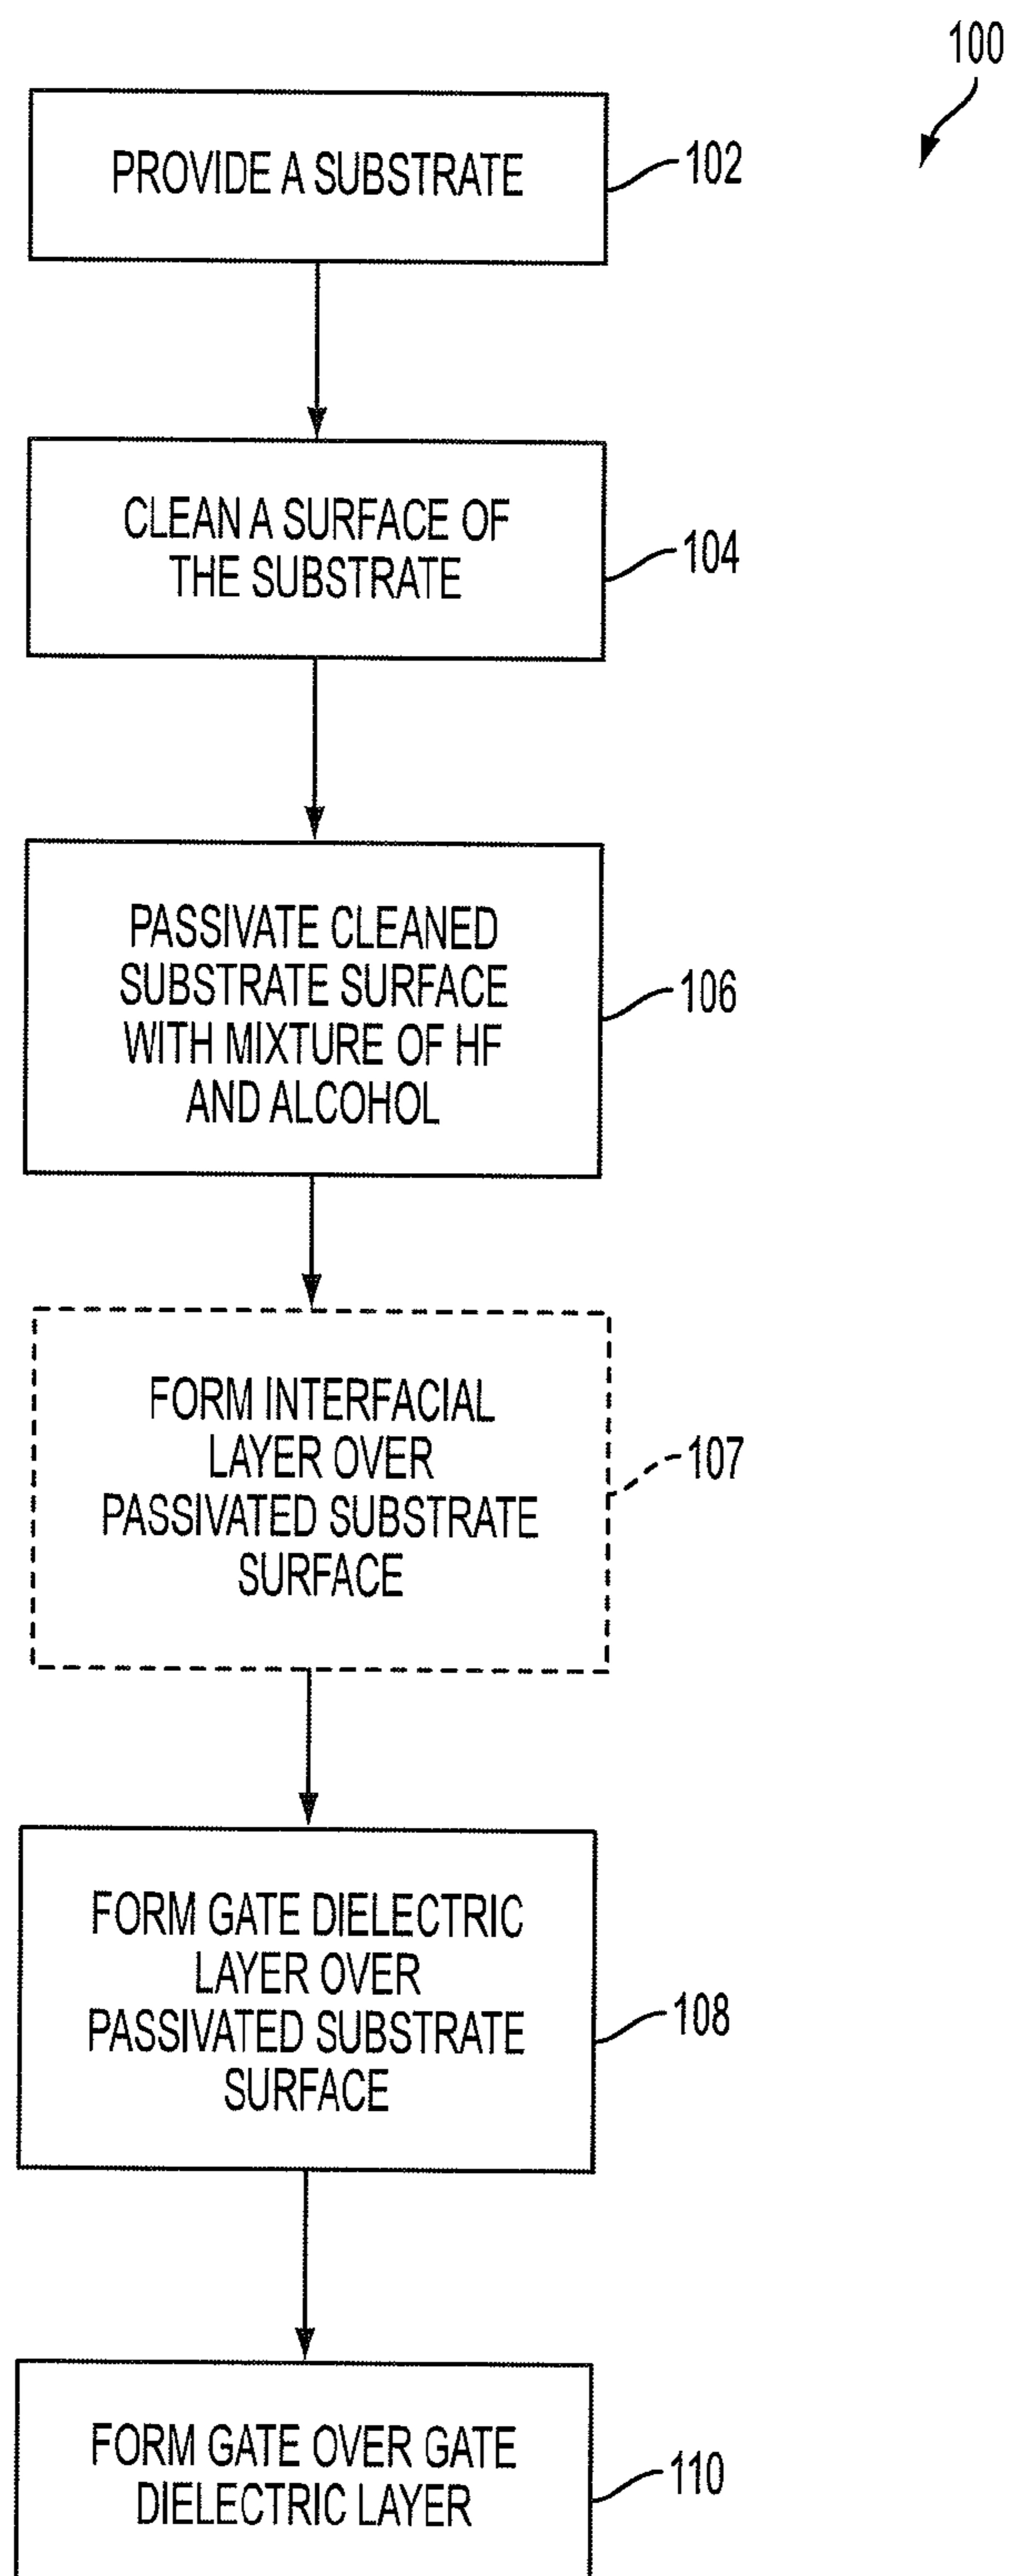 100
PROVIDE A SUBSTRATE
102
CLEAN A SURFACE OF
THE SUBSTRATE
104
PASSIVATE CLEANED
SUBSTRATE SURFACE
WITH MIXTURE OF HF
AND ALCOHOL
106
FORM INTERFACIAL
LAYER OVER
PASSIVATED SUBSTRATE
SURFACE
107
FORM GATE DIELECTRIC
LAYER OVER
PASSIVATED SUBSTRATE
SURFACE
108
FORM GATE OVER GATE
DIELECTRIC LAYER
110